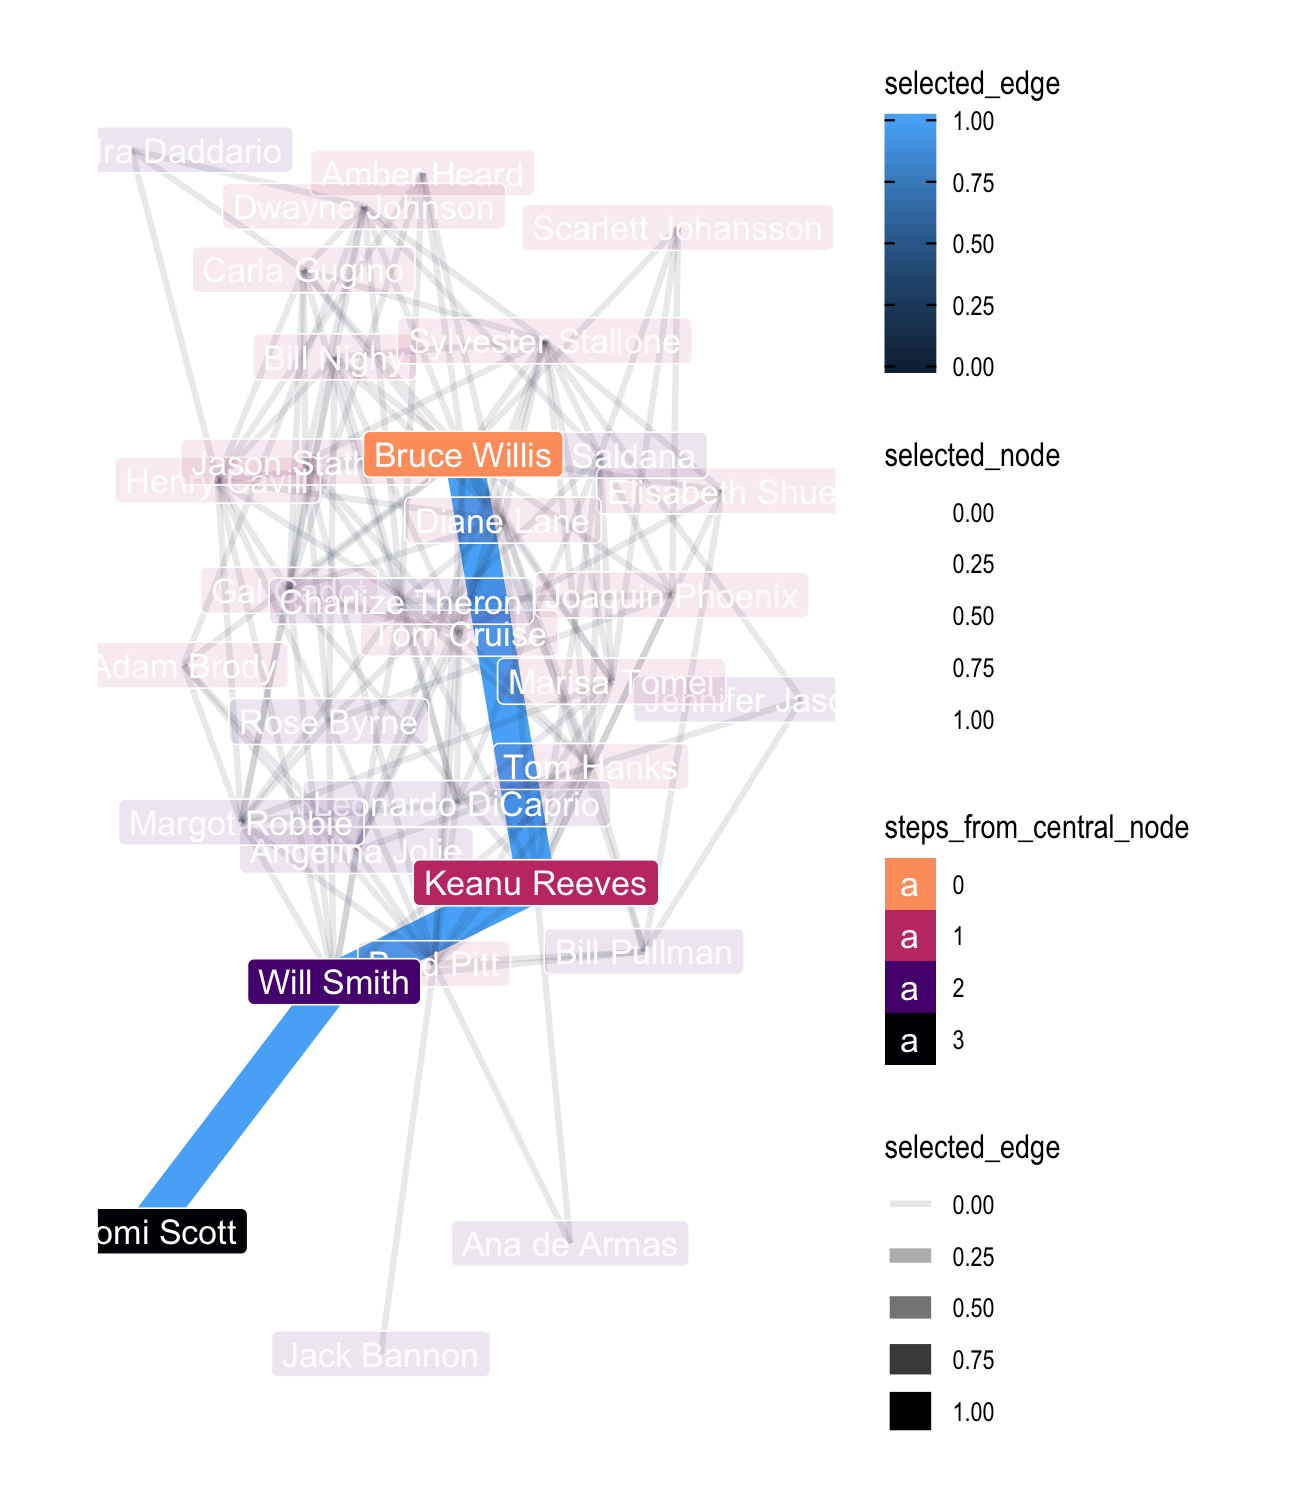 lra Daddario
Amber Heard
Dwayne Johnson
Scarlett Johansson
Carla Gugino
Sylvester Stallone
Bill Nighy
Bruce Willis
Saldana
Jason Stath
Henry Cavill
Elisabeth Shue
Diane Lane
Gal Gadot
Charlize Theron
Joaquin Phoenix
Tom Cruise
Adam Brody
Marisa Tomei
Jennifer Jaso
Rose Byrne
Tom Hanks
Leonardo DiCaprio
Margot Robbie
Angelina Jolie
Keanu Reeves
Bill Pullman
Brad Pitt
Will Smith
omi Scott
Ana de Armas
Jack Bannon
selected_edge
1.00
0.75
0.50
0.25
0.00
selected_node
0.00
0.25
0.50
0.75
1.00
steps_from_central_node
a 0
a 1
a 2
a 3
selected_edge
0.00
0.25
0.50
0.75
1.00